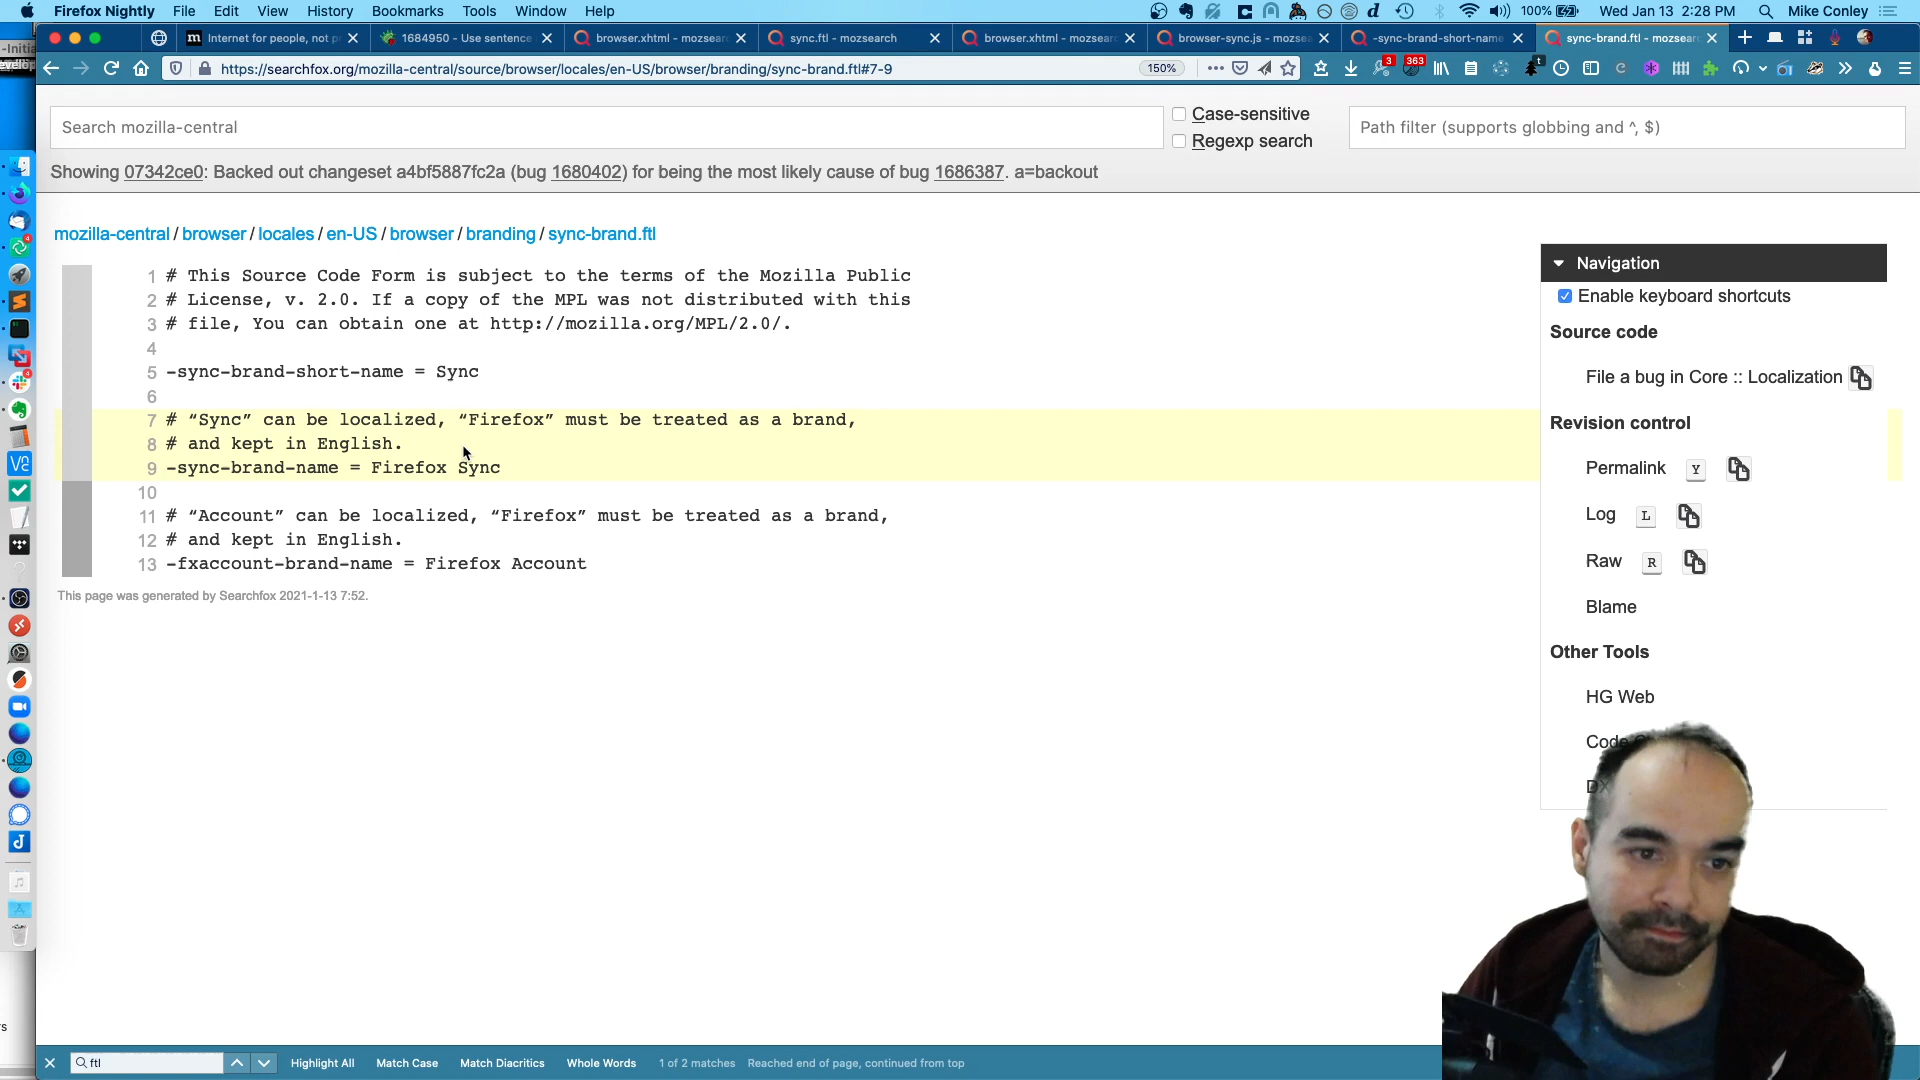 Firefox Nightly File Edit View History Bookmarks Tools Window Help 100% Wed Jan 13 2:28 PM Mike Conley
m Internet for people, not pr 1684950 - Use sentence browser.xhtml - mozsearc sync.ftl - mozsearch browser.xhtml - mozsearc browser-sync.js - mozsea -sync-brand-short-name sync-brand.ftl - mozsearc
https://searchfox.org/mozilla-central/source/browser/locales/en-US/browser/branding/sync-brand.ftl#7-9 150% 3 363
Search mozilla-central
Case-sensitive
Regexp search
Path filter (supports globbing and ^, $)
Showing 07342ce0: Backed out changeset a4bf5887fc2a (bug 1680402) for being the most likely cause of bug 1686387. a=backout
mozilla-central / browser / locales / en-US / browser / branding / sync-brand.ftl
1 # This Source Code Form is subject to the terms of the Mozilla Public
2 # License, v. 2.0. If a copy of the MPL was not distributed with this
3 # file, You can obtain one at http://mozilla.org/MPL/2.0/.
4
5 -sync-brand-short-name = Sync
6
7 # “Sync” can be localized, “Firefox” must be treated as a brand,
8 # and kept in English.
9 -sync-brand-name = Firefox Sync
10
11 # “Account” can be localized, “Firefox” must be treated as a brand,
12 # and kept in English.
13 -fxaccount-brand-name = Firefox Account
This page was generated by Searchfox 2021-1-13 7:52.
Navigation
Enable keyboard shortcuts
Source code
File a bug in Core :: Localization
Revision control
Permalink Y
Log L
Raw R
Blame
Other Tools
HG Web
ftl Highlight All Match Case Match Diacritics Whole Words 1 of 2 matches Reached end of page, continued from top